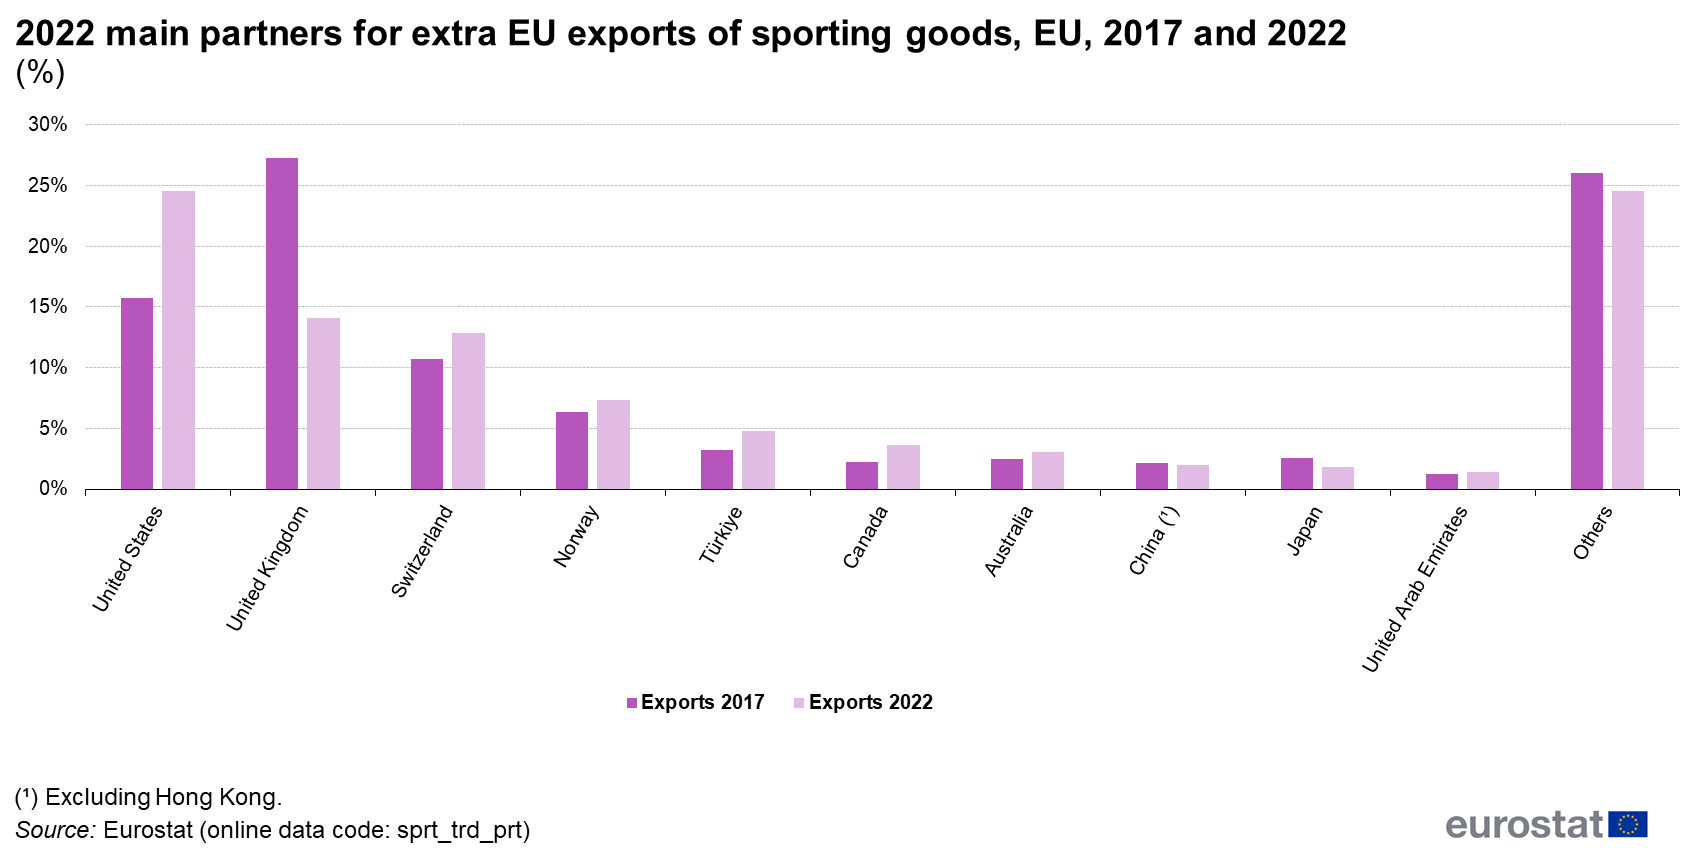 2022 main partners for extra EU exports of sporting goods, EU, 2017 and 2022
(%)
30%
25%
20%
15%
10%
5%
0%
United States
United Kingdom
Switzerland
Norway
Türkiye
Canada
Australia
China (¹)
Japan
United Arab Emirates
Others
Exports 2017
Exports 2022
(¹) Excluding Hong Kong.
Source: Eurostat (online data code: sprt_trd_prt)
eurostat